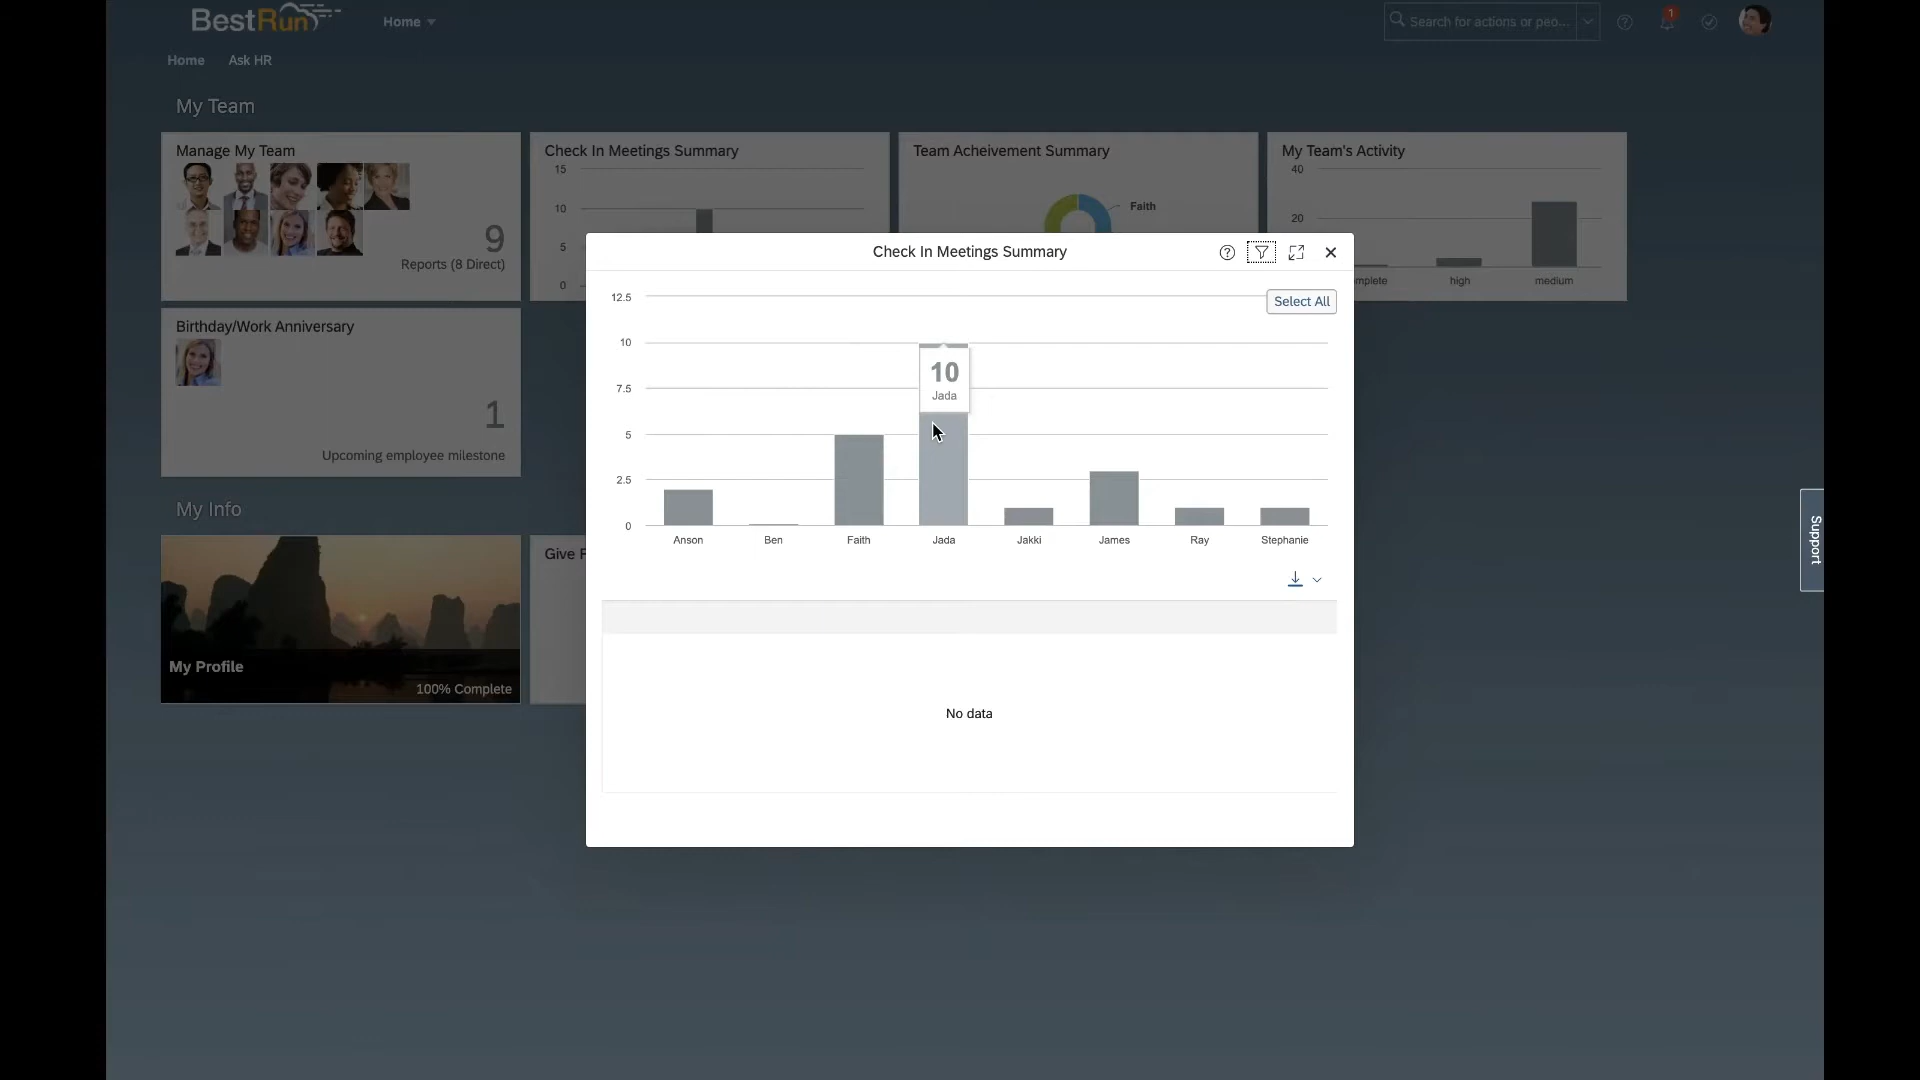 BestRun
Home
Search for actions or peo...
1
Home
Ask HR
My Team
Manage My Team
9
Reports (8 Direct)
Check In Meetings Summary
15
10
5
0
Team Acheivement Summary
Faith
My Team's Activity
40
20
mplete
high
medium
Birthday/Work Anniversary
1
Upcoming employee milestone
My Info
My Profile
100% Complete
Give F
Check In Meetings Summary
Select All
12.5
10
7.5
5
2.5
0
10
Jada
Anson
Ben
Faith
Jada
Jakki
James
Ray
Stephanie
No data
Support